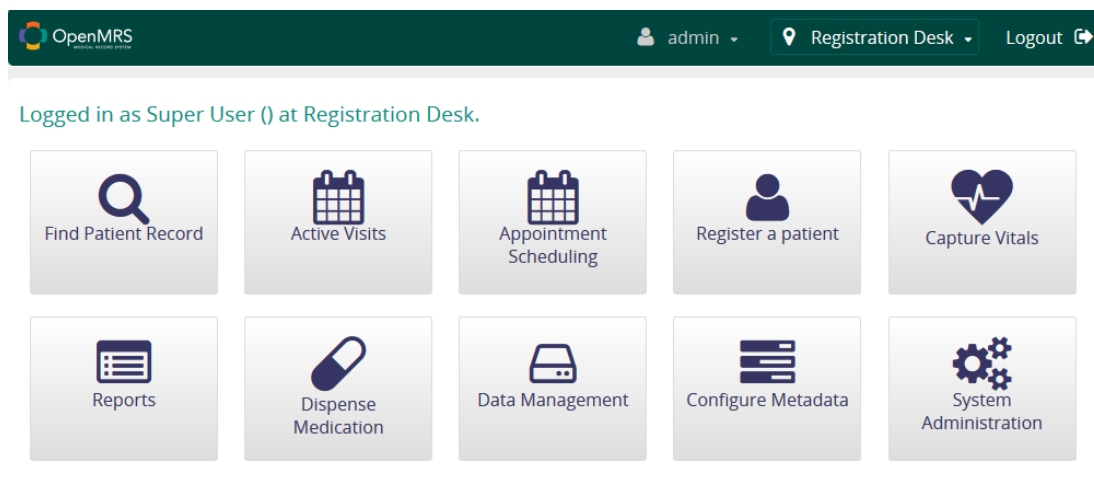 OpenMRS
MEDICAL RECORD SYSTEM
admin
Registration Desk
Logout
Logged in as Super User () at Registration Desk.
Find Patient Record
Active Visits
Appointment
Scheduling
Register a patient
Capture Vitals
Reports
Dispense
Medication
Data Management
Configure Metadata
System
Administration